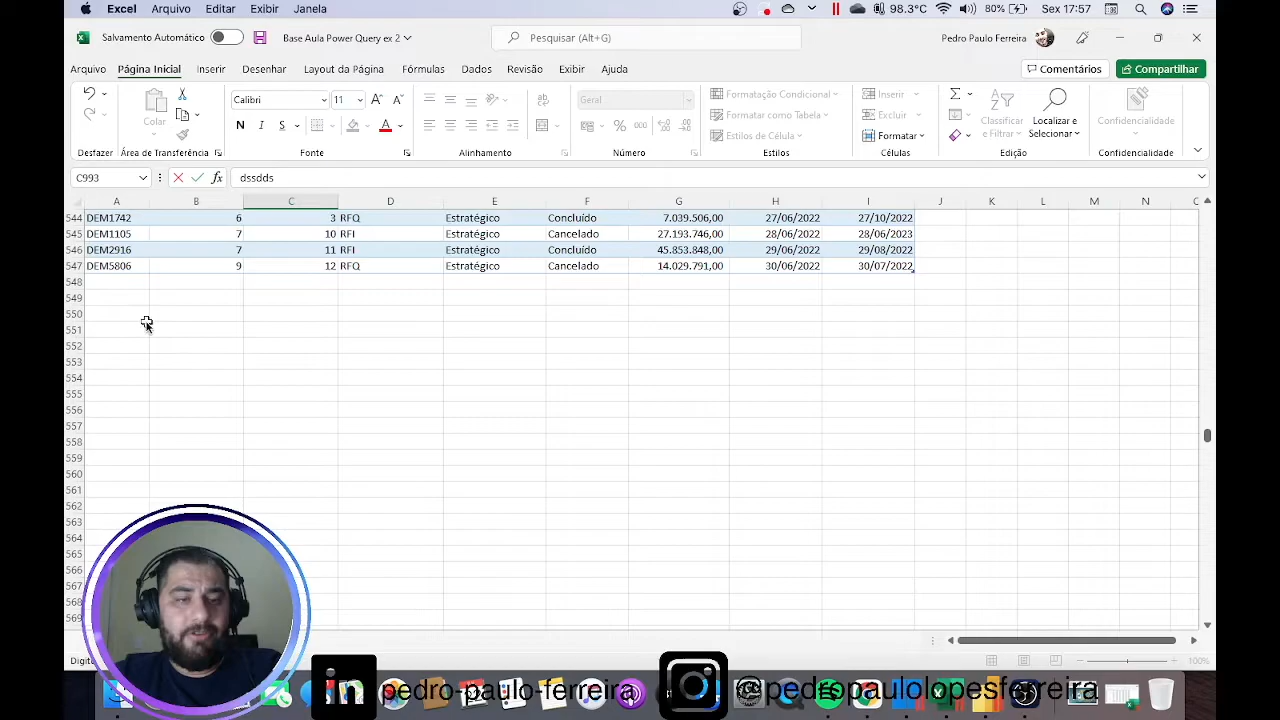 Excel Arquivo Editar Exibir Janela 98.3°C 80% Sex 17:57
Salvamento Automático Base Aula Power Query ex 2 Pesquisar (Alt+G) Pedro Paulo Ferreira
Arquivo Página Inicial Inserir Desenhar Layout da Página Fórmulas Dados Revisão Exibir Ajuda Comentários Compartilhar
Calibri 11 Geral Formatação Condicional Inserir
Colar Formatar como Tabela Excluir Classificar e Filtrar Localizar e Selecionar Confidencialidade
N I S % 000 Estilos de Célula Formatar
Desfazer Área de Transferência Fonte Alinhamento Número Estilos Células Edição Confidencialidade
C993 fx dssdds
A B C D E F G H I J K L M N
544 DEM1742 6 3 RFQ Estratégico Concluído 7.039.506,00 27/06/2022 27/10/2022
545 DEM1105 7 10 RFI Estratégico Cancelado 27.193.746,00 28/06/2022 28/06/2023
546 DEM2916 7 11 RFI Estratégico Concluído 45.853.848,00 29/06/2022 29/08/2022
547 DEM5806 9 12 RFQ Estratégico Cancelado 14.029.791,00 30/06/2022 30/07/2022
548
549
550
551
552
553
554
555
556
557
558
559
560
561
562
563
564
565
566
567
568
569
100%
in pedro-paulo-ferreira @pedropaulolopesferreira